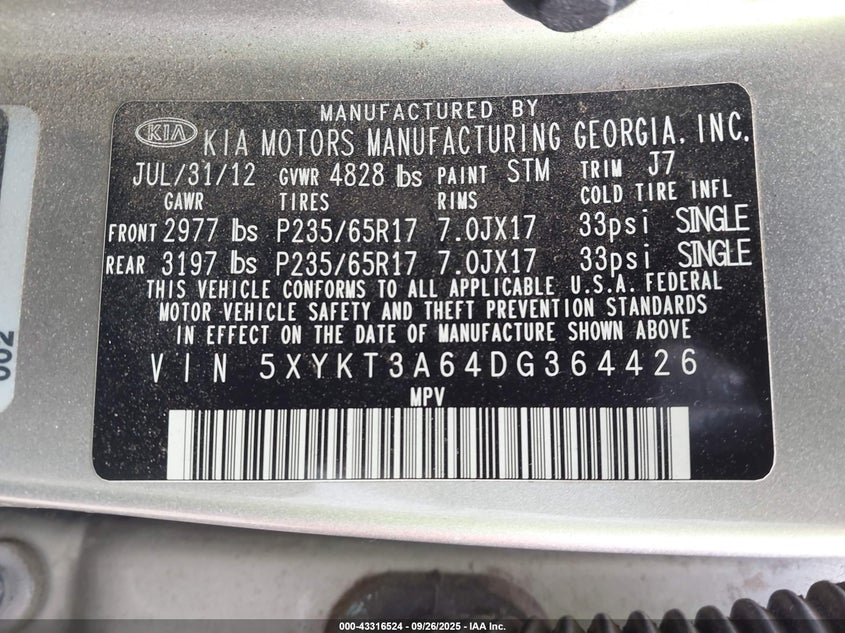 MANUFACTURED BY
KIA KIA MOTORS MANUFACTURING GEORGIA, INC.
JUL/31/12 GVWR 4828 lbs PAINT STM TRIM J7
GAWR TIRES RIMS COLD TIRE INFL
FRONT 2977 lbs P235/65R17 7.0JX17 33psi SINGLE
REAR 3197 lbs P235/65R17 7.0JX17 33psi SINGLE
THIS VEHICLE CONFORMS TO ALL APPLICABLE U.S.A. FEDERAL
MOTOR VEHICLE SAFETY AND THEFT PREVENTION STANDARDS
IN EFFECT ON THE DATE OF MANUFACTURE SHOWN ABOVE
VIN 5XYKT3A64DG364426
MPV
002
000-43316524 - 09/26/2025 - IAA Inc.